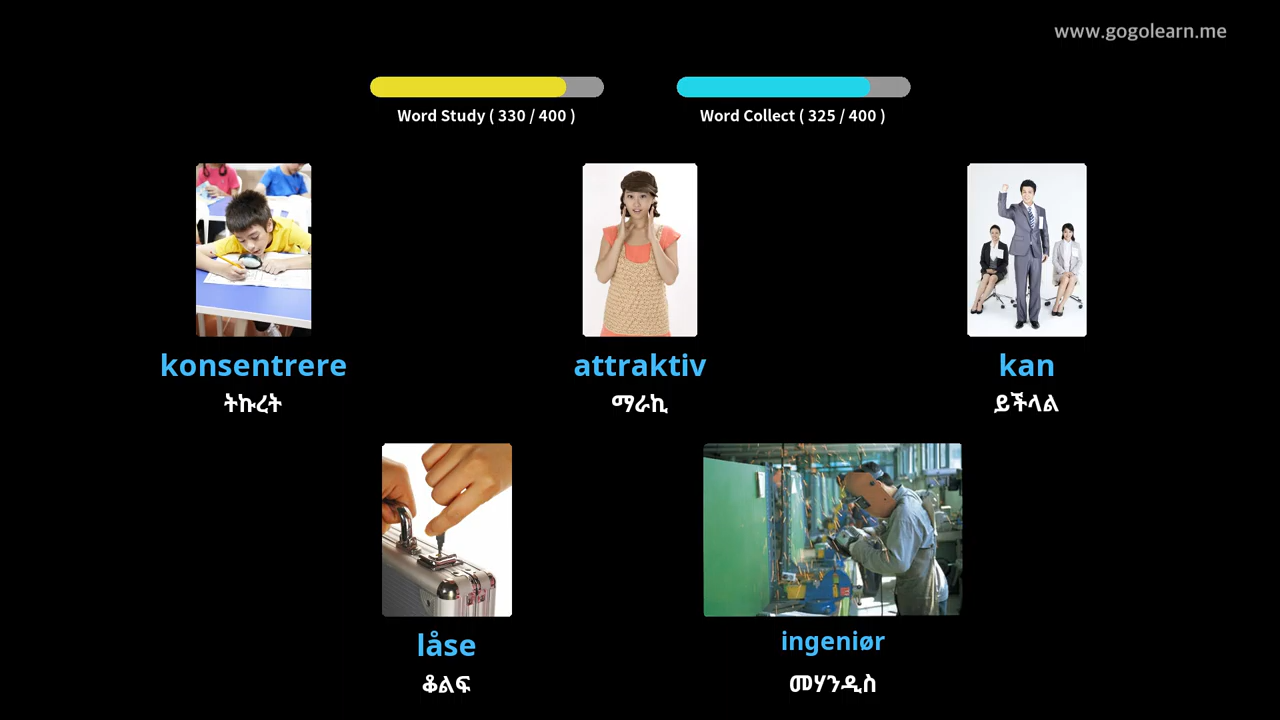 www.gogolearn.me
Word Study ( 330 / 400 )
Word Collect ( 325 / 400 )
konsentrere
ትኩረት
attraktiv
ማራኪ
kan
ይችላል
låse
ቆልፍ
ingeniør
መሃንዲስ